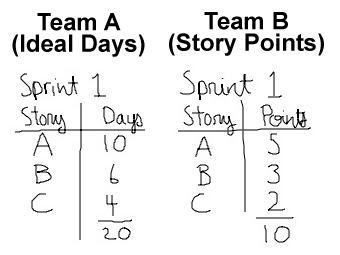 Team A
(Ideal Days)
Sprint 1
Story Days
A 10
B 6
C 4
20
Team B
(Story Points)
Sprint 1
Story Points
A 5
B 3
C 2
10